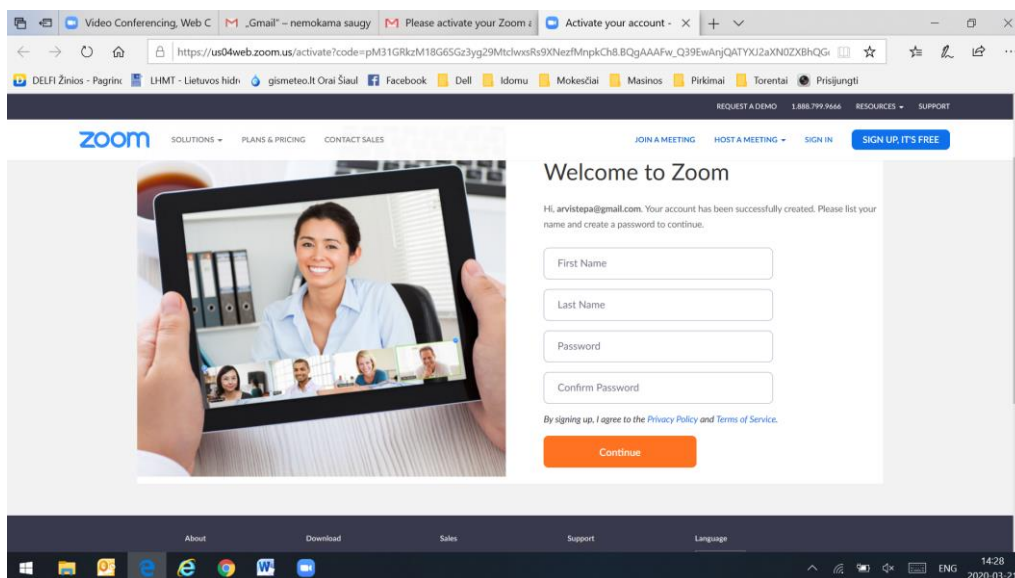 Video Conferencing, Web C
„Gmail“ – nemokama saugy
Please activate your Zoom a
Activate your account -
https://us04web.zoom.us/activate?code=pM31GRkzM18G6SGz3yg29MtclwxsRs9XNezfMnpkCh8.BQgAAAFw_Q39EwAnjQATYXJ2aXN0ZXBhQG
DELFI Žinios - Pagrinc
LHMT - Lietuvos hidr
gismeteo.lt Orai Šiaul
Facebook
Dell
Idomu
Mokesčiai
Masinos
Pirkimai
Torentai
Prisijungti
REQUEST A DEMO 1.888.799.9666 RESOURCES SUPPORT
zoom SOLUTIONS PLANS & PRICING CONTACT SALES JOIN A MEETING HOST A MEETING SIGN IN SIGN UP, IT'S FREE
Welcome to Zoom
Hi, arvistepa@gmail.com. Your account has been successfully created. Please list your
name and create a password to continue.
First Name
Last Name
Password
Confirm Password
By signing up, I agree to the Privacy Policy and Terms of Service.
Continue
About Download Sales Support Language
ENG
14:28
2020-03-21